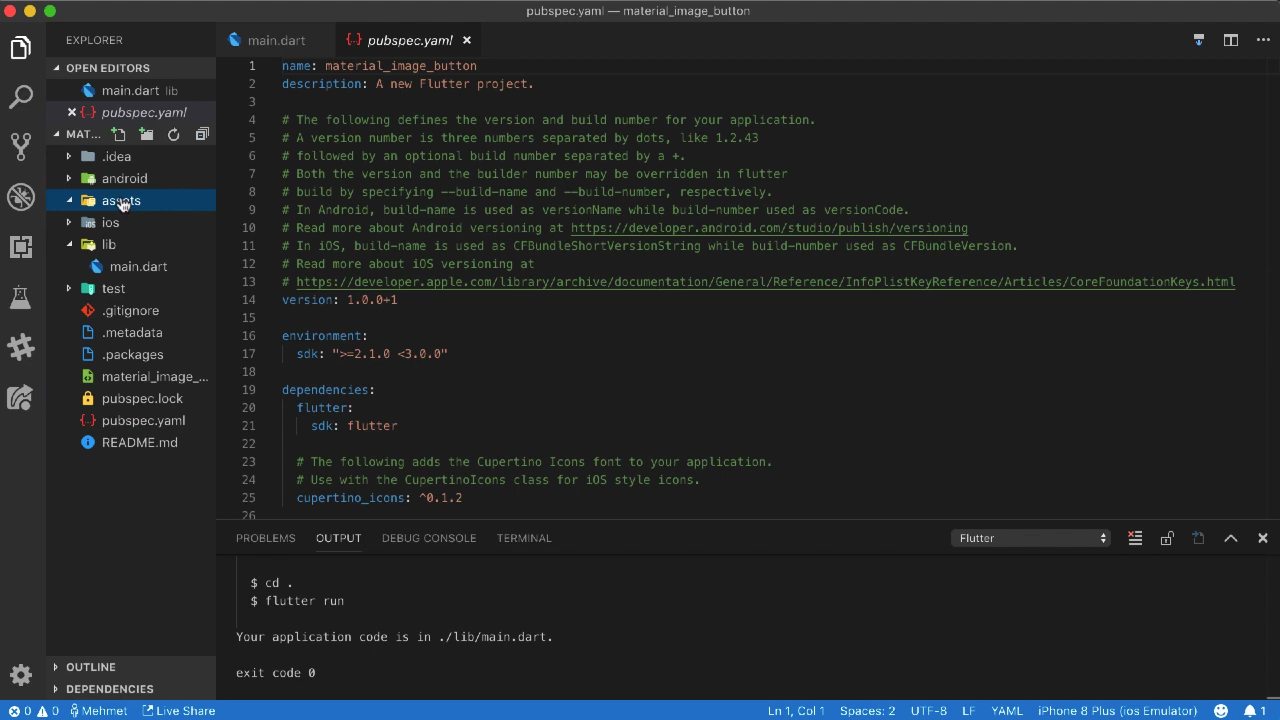 pubspec.yaml — material_image_button
EXPLORER
OPEN EDITORS
main.dart lib
pubspec.yaml
MAT...
.idea
android
assets
ios
lib
main.dart
test
.gitignore
.metadata
.packages
material_image_...
pubspec.lock
pubspec.yaml
README.md
OUTLINE
DEPENDENCIES
main.dart
pubspec.yaml
1 name: material_image_button
2 description: A new Flutter project.
3
4 # The following defines the version and build number for your application.
5 # A version number is three numbers separated by dots, like 1.2.43
6 # followed by an optional build number separated by a +.
7 # Both the version and the builder number may be overridden in flutter
8 # build by specifying --build-name and --build-number, respectively.
9 # In Android, build-name is used as versionName while build-number used as versionCode.
10 # Read more about Android versioning at https://developer.android.com/studio/publish/versioning
11 # In iOS, build-name is used as CFBundleShortVersionString while build-number used as CFBundleVersion.
12 # Read more about iOS versioning at
13 # https://developer.apple.com/library/archive/documentation/General/Reference/InfoPlistKeyReference/Articles/CoreFoundationKeys.html
14 version: 1.0.0+1
15
16 environment:
17 sdk: ">=2.1.0 <3.0.0"
18
19 dependencies:
20 flutter:
21 sdk: flutter
22
23 # The following adds the Cupertino Icons font to your application.
24 # Use with the CupertinoIcons class for iOS style icons.
25 cupertino_icons: ^0.1.2
26
PROBLEMS OUTPUT DEBUG CONSOLE TERMINAL Flutter
$ cd .
$ flutter run
Your application code is in ./lib/main.dart.
exit code 0
0 0 Mehmet Live Share Ln 1, Col 1 Spaces: 2 UTF-8 LF YAML iPhone 8 Plus (ios Emulator) 1